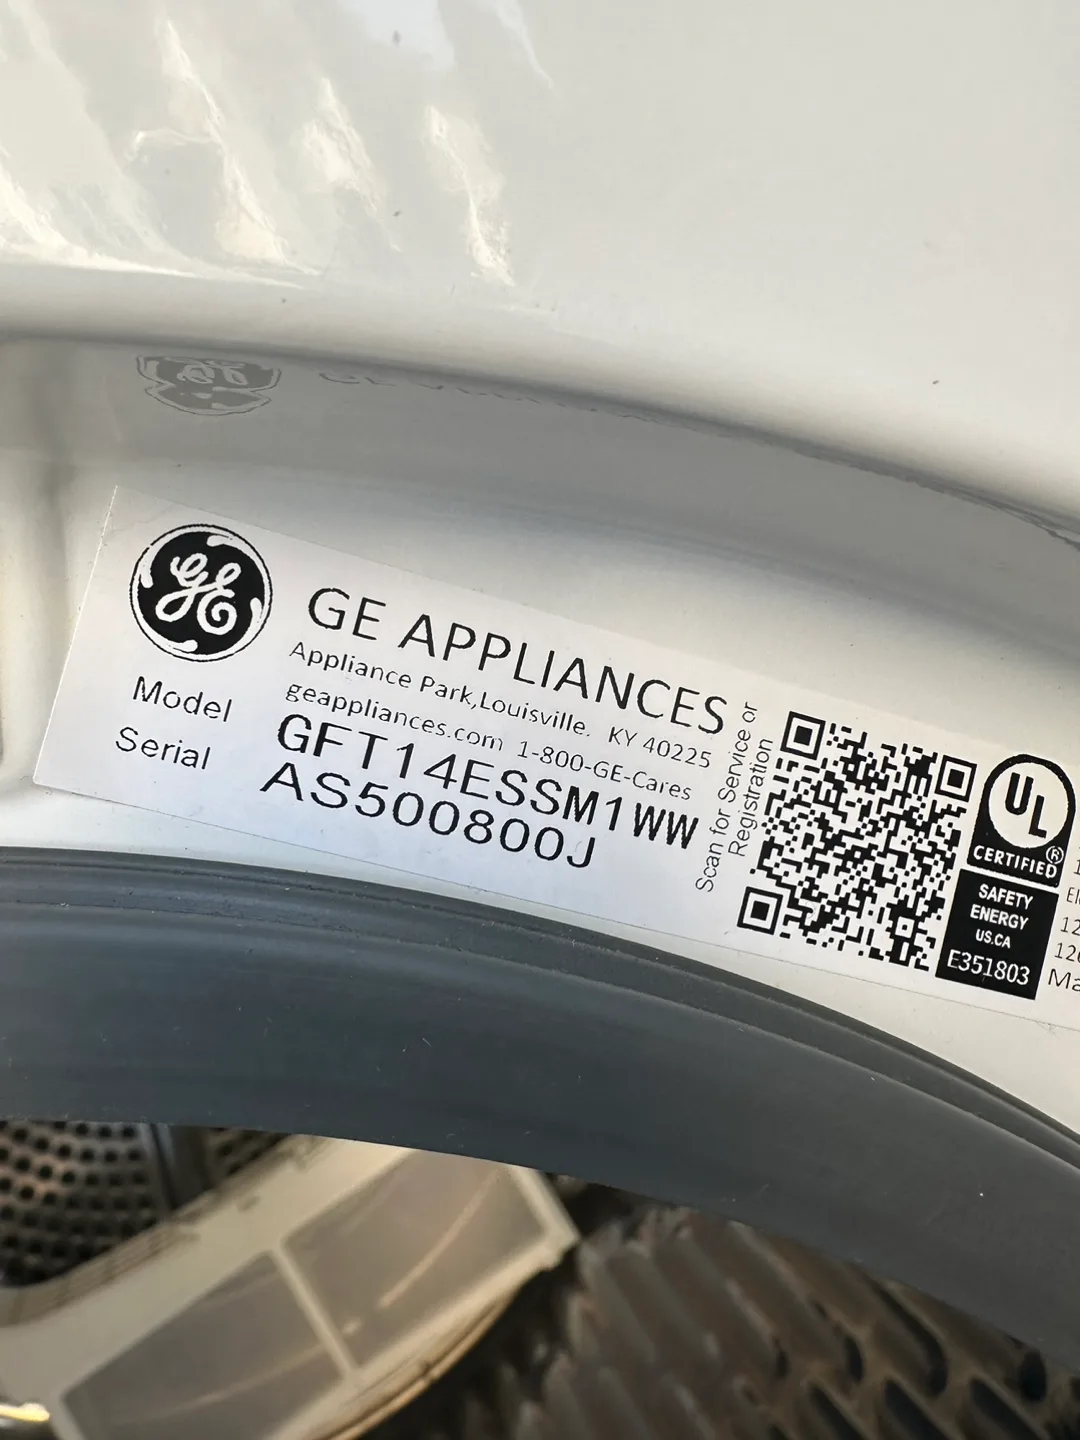 GE
GE APPLIANCES
Appliance Park,Louisville, KY 40225
geappliances.com 1-800-GE-Cares
Model GFT14ESSM1WW
Serial AS500800J
Scan for Service or
Registration
UL
CERTIFIED
SAFETY
ENERGY
US.CA
E351803